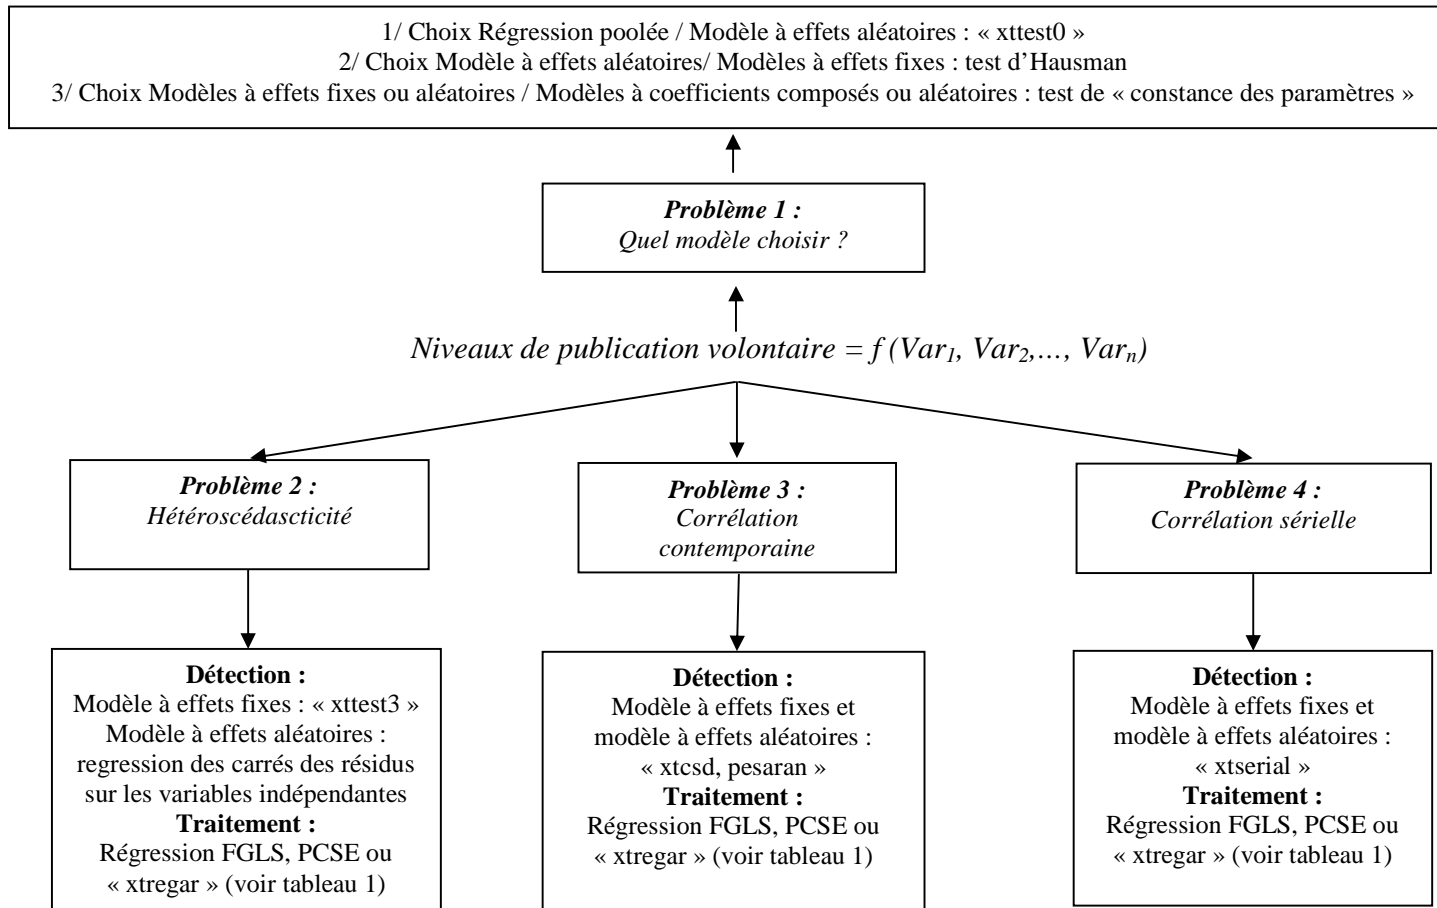 1/ Choix Régression poolée / Modèle à effets aléatoires : « xttest0 »
2/ Choix Modèle à effets aléatoires/ Modèles à effets fixes : test d’Hausman
3/ Choix Modèles à effets fixes ou aléatoires / Modèles à coefficients composés ou aléatoires : test de « constance des paramètres »
Problème 1 :
Quel modèle choisir ?
Niveaux de publication volontaire = f (Var1, Var2,…, Varn)
Problème 2 :
Hétéroscédascticité
Problème 3 :
Corrélation
contemporaine
Problème 4 :
Corrélation sérielle
Détection :
Modèle à effets fixes : « xttest3 »
Modèle à effets aléatoires :
regression des carrés des résidus
sur les variables indépendantes
Traitement :
Régression FGLS, PCSE ou
« xtregar » (voir tableau 1)
Détection :
Modèle à effets fixes et
modèle à effets aléatoires :
« xtcsd, pesaran »
Traitement :
Régression FGLS, PCSE ou
« xtregar » (voir tableau 1)
Détection :
Modèle à effets fixes et
modèle à effets aléatoires :
« xtserial »
Traitement :
Régression FGLS, PCSE ou
« xtregar » (voir tableau 1)